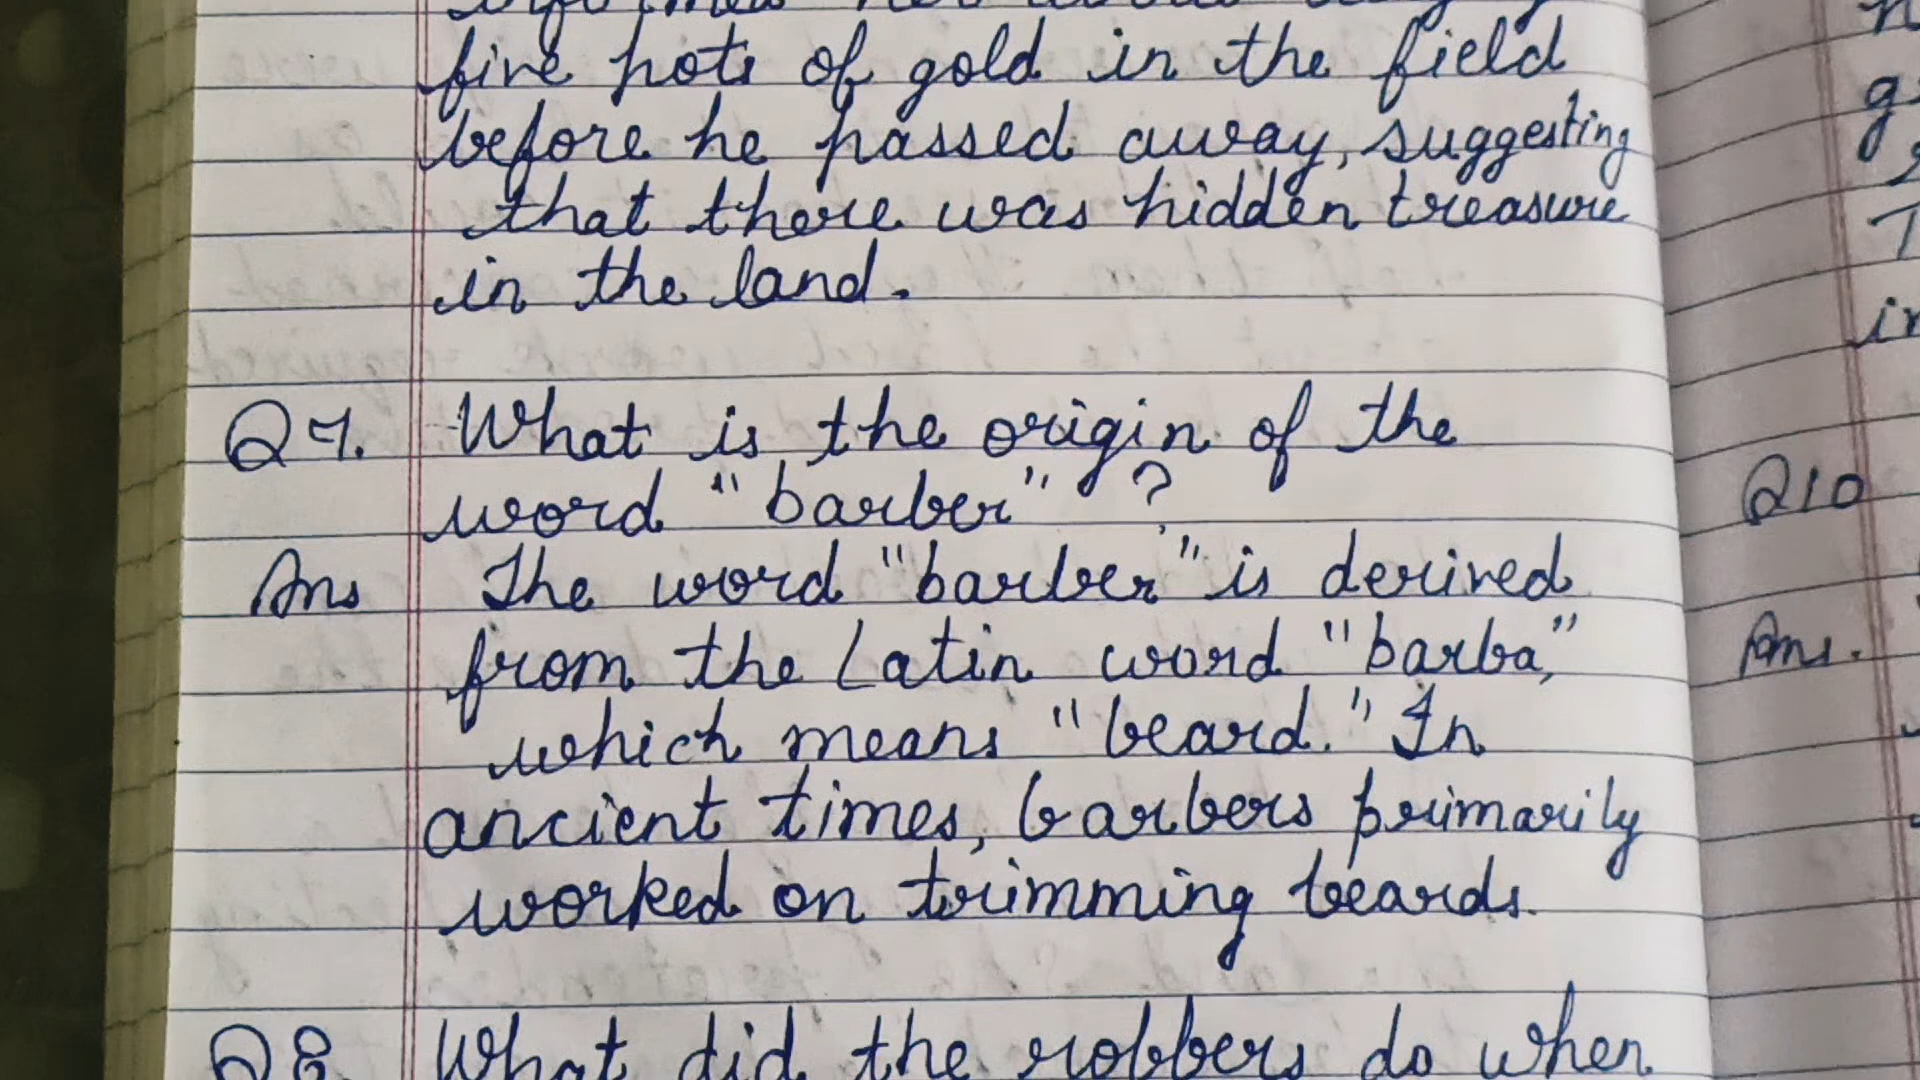 five pots of gold in the field
before he passed away, suggesting
that there was hidden treasure
in the land.
Q7. What is the origin of the
word "barber" ?
Ans The word "barber" is derived
from the Latin word "barba,"
which means "beard." In
ancient times, barbers primarily
worked on trimming beards.
Q8 What did the robbers do when
Q10
Ans.